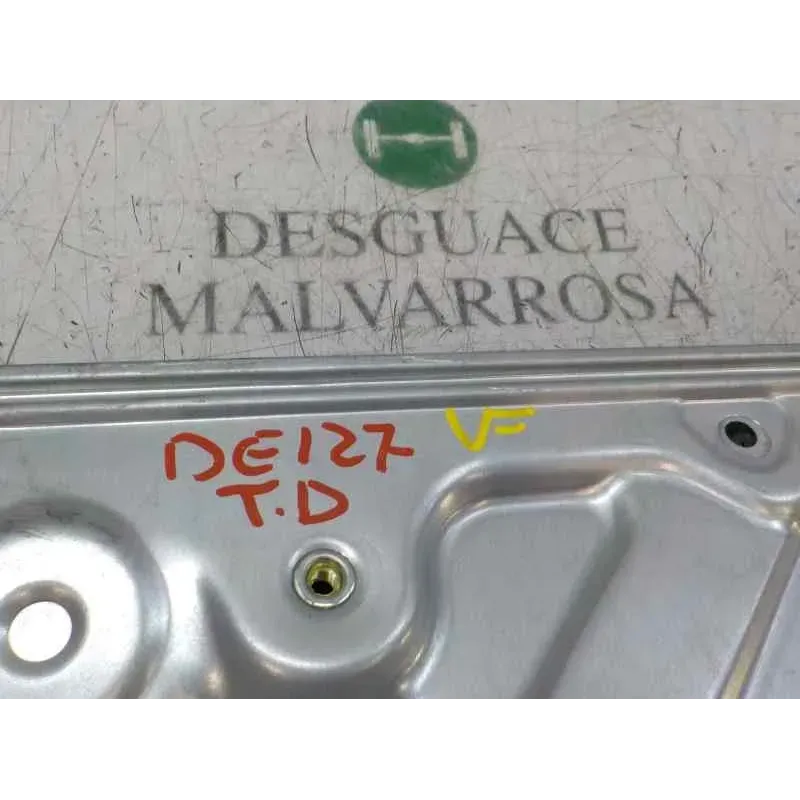 DESGUACE
MALVARROSA
DE127 VF
T.D